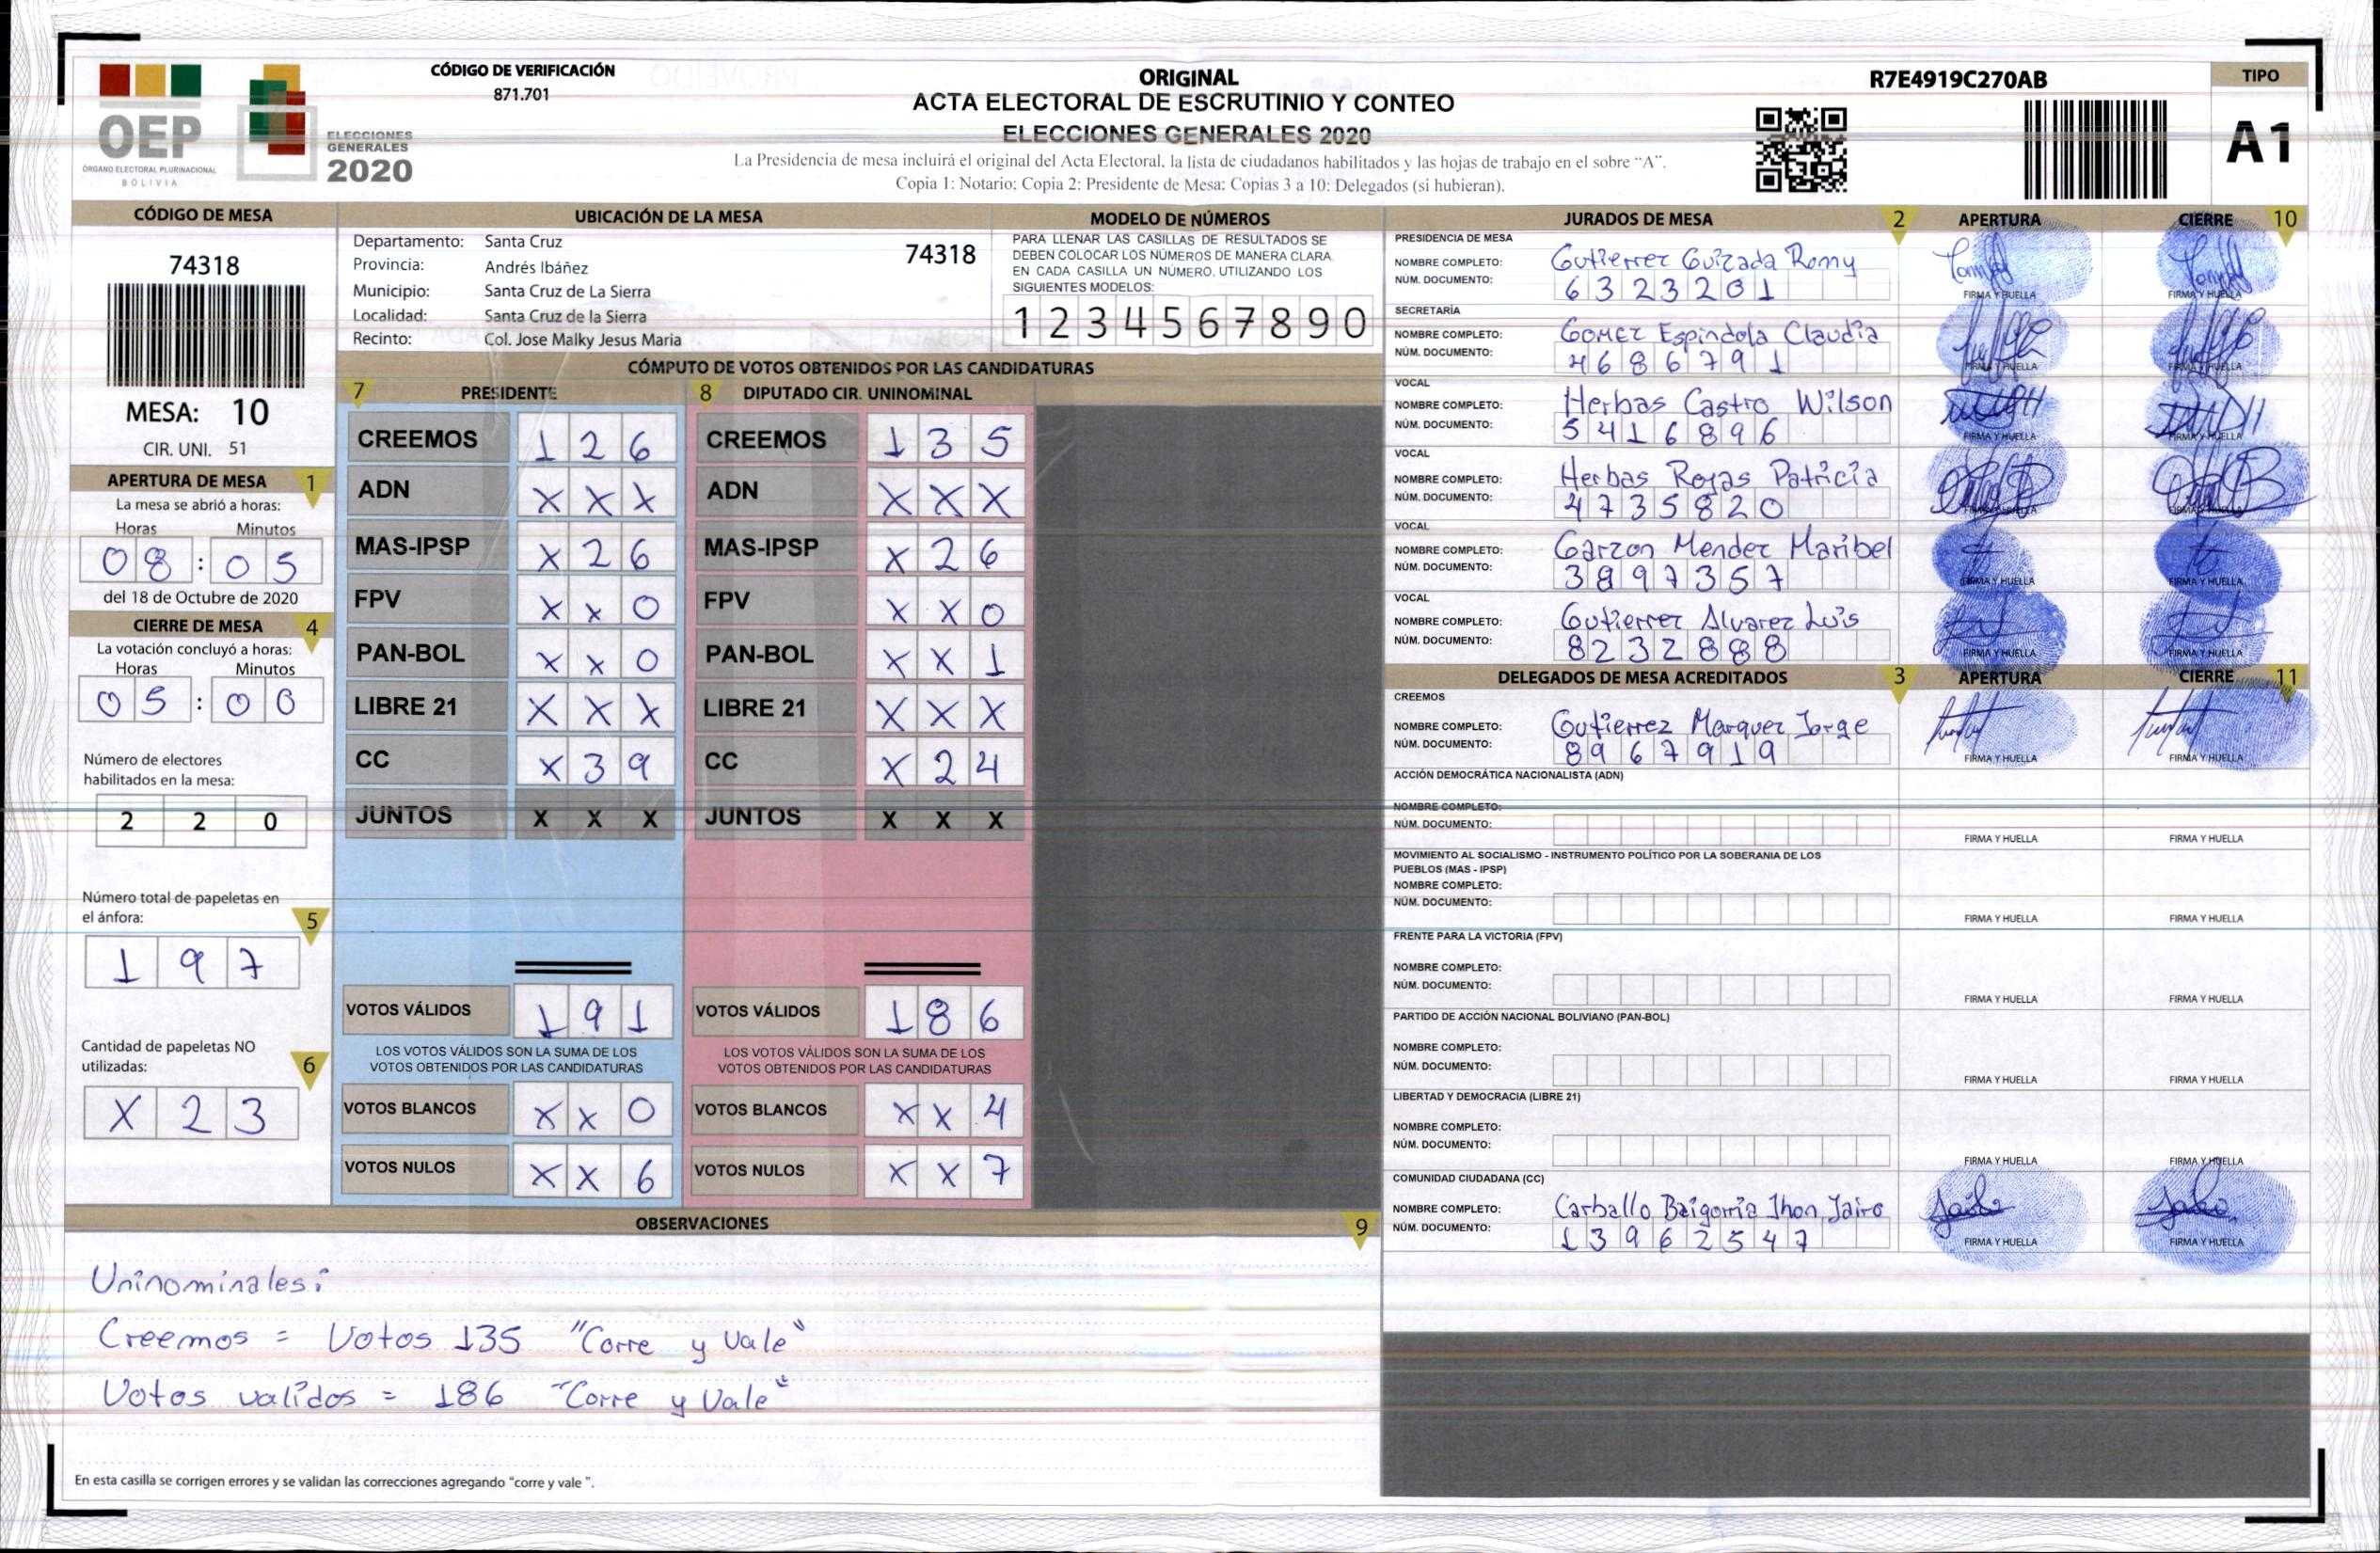 OEP
ÓRGANO ELECTORAL PLURINACIONAL
BOLIVIA
ELECCIONES
GENERALES
2020
CÓDIGO DE VERIFICACIÓN
871.701
ORIGINAL
ACTA ELECTORAL DE ESCRUTINIO Y CONTEO
ELECCIONES GENERALES 2020
La Presidencia de mesa incluirá el original del Acta Electoral, la lista de ciudadanos habilitados y las hojas de trabajo en el sobre "A".
Copia 1: Notario; Copia 2: Presidente de Mesa; Copias 3 a 10: Delegados (si hubieran).
R7E4919C270AB
TIPO
A1
CÓDIGO DE MESA
74318
MESA: 10
CIR. UNI. 51
APERTURA DE MESA 1
La mesa se abrió a horas:
Horas Minutos
08:05
del 18 de Octubre de 2020
CIERRE DE MESA 4
La votación concluyó a horas:
Horas Minutos
05:00
Número de electores
habilitados en la mesa:
2 2 0
Número total de papeletas en
el ánfora: 5
1 9 7
Cantidad de papeletas NO
utilizadas: 6
X 2 3
UBICACIÓN DE LA MESA
Departamento: Santa Cruz 74318
Provincia: Andrés Ibáñez
Municipio: Santa Cruz de La Sierra
Localidad: Santa Cruz de la Sierra
Recinto: Col. Jose Malky Jesus Maria
MODELO DE NÚMEROS
PARA LLENAR LAS CASILLAS DE RESULTADOS SE
DEBEN COLOCAR LOS NÚMEROS DE MANERA CLARA.
EN CADA CASILLA UN NÚMERO, UTILIZANDO LOS
SIGUIENTES MODELOS:
1 2 3 4 5 6 7 8 9 0
CÓMPUTO DE VOTOS OBTENIDOS POR LAS CANDIDATURAS
7 PRESIDENTE
CREEMOS 1 2 6
ADN X X X
MAS-IPSP X 2 6
FPV X X 0
PAN-BOL X X 0
LIBRE 21 X X X
CC X 3 9
JUNTOS X X X
VOTOS VÁLIDOS 1 9 1
LOS VOTOS VÁLIDOS SON LA SUMA DE LOS
VOTOS OBTENIDOS POR LAS CANDIDATURAS
VOTOS BLANCOS X X 0
VOTOS NULOS X X 6
8 DIPUTADO CIR. UNINOMINAL
CREEMOS 1 3 5
ADN X X X
MAS-IPSP X 2 6
FPV X X 0
PAN-BOL X X 1
LIBRE 21 X X X
CC X 2 4
JUNTOS X X X
VOTOS VÁLIDOS 1 8 6
LOS VOTOS VÁLIDOS SON LA SUMA DE LOS
VOTOS OBTENIDOS POR LAS CANDIDATURAS
VOTOS BLANCOS X X 4
VOTOS NULOS X X 7
OBSERVACIONES 9
Uninominales:
Creemos = Votos 135 "Corre y Vale"
Votos validos = 186 "Corre y Vale"
En esta casilla se corrigen errores y se validan las correcciones agregando "corre y vale ".
JURADOS DE MESA 2 APERTURA CIERRE 10
PRESIDENCIA DE MESA
NOMBRE COMPLETO: Gutierrez Guizada Romy
NÚM. DOCUMENTO: 6323201
FIRMA Y HUELLA FIRMA Y HUELLA
SECRETARÍA
NOMBRE COMPLETO: Gomez Espindola Claudia
NÚM. DOCUMENTO: 4686791
FIRMA Y HUELLA FIRMA Y HUELLA
VOCAL
NOMBRE COMPLETO: Herbas Castro Wilson
NÚM. DOCUMENTO: 5416896
FIRMA Y HUELLA FIRMA Y HUELLA
VOCAL
NOMBRE COMPLETO: Herbas Rojas Patricia
NÚM. DOCUMENTO: 4735820
FIRMA Y HUELLA FIRMA Y HUELLA
VOCAL
NOMBRE COMPLETO: Garzon Mendez Maribel
NÚM. DOCUMENTO: 3897357
FIRMA Y HUELLA FIRMA Y HUELLA
VOCAL
NOMBRE COMPLETO: Gutierrez Alvarez Luis
NÚM. DOCUMENTO: 8232888
FIRMA Y HUELLA FIRMA Y HUELLA
DELEGADOS DE MESA ACREDITADOS 3 APERTURA CIERRE 11
CREEMOS
NOMBRE COMPLETO: Gutierrez Marquez Jorge
NÚM. DOCUMENTO: 8967919
FIRMA Y HUELLA FIRMA Y HUELLA
ACCIÓN DEMOCRÁTICA NACIONALISTA (ADN)
NOMBRE COMPLETO:
NÚM. DOCUMENTO:
FIRMA Y HUELLA FIRMA Y HUELLA
MOVIMIENTO AL SOCIALISMO - INSTRUMENTO POLÍTICO POR LA SOBERANIA DE LOS
PUEBLOS (MAS - IPSP)
NOMBRE COMPLETO:
NÚM. DOCUMENTO:
FIRMA Y HUELLA FIRMA Y HUELLA
FRENTE PARA LA VICTORIA (FPV)
NOMBRE COMPLETO:
NÚM. DOCUMENTO:
FIRMA Y HUELLA FIRMA Y HUELLA
PARTIDO DE ACCIÓN NACIONAL BOLIVIANO (PAN-BOL)
NOMBRE COMPLETO:
NÚM. DOCUMENTO:
FIRMA Y HUELLA FIRMA Y HUELLA
LIBERTAD Y DEMOCRACIA (LIBRE 21)
NOMBRE COMPLETO:
NÚM. DOCUMENTO:
FIRMA Y HUELLA FIRMA Y HUELLA
COMUNIDAD CIUDADANA (CC)
NOMBRE COMPLETO: Carballo Baigorria Jhon Jairo
NÚM. DOCUMENTO: 13962547
FIRMA Y HUELLA FIRMA Y HUELLA